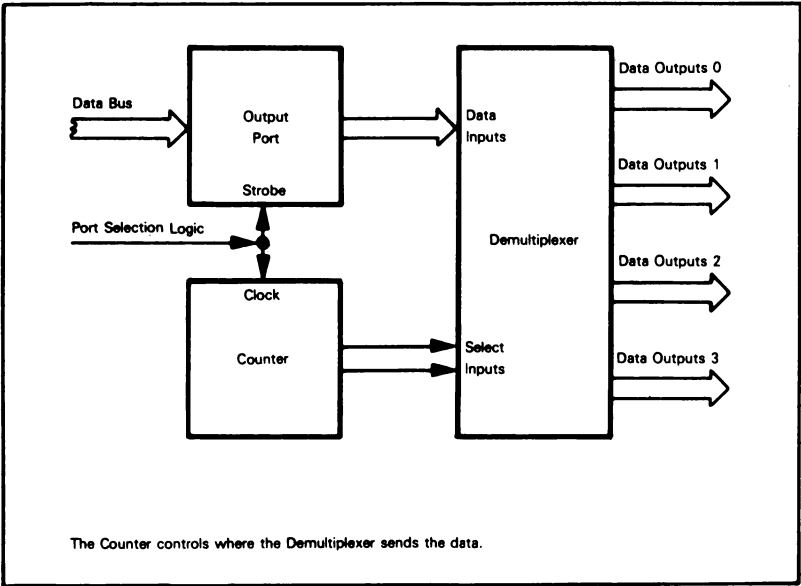 Data Bus
Output
Port
Strobe
Port Selection Logic
Clock
Counter
Data
Inputs
Demultiplexer
Select
Inputs
Data Outputs 0
Data Outputs 1
Data Outputs 2
Data Outputs 3
The Counter controls where the Demultiplexer sends the data.